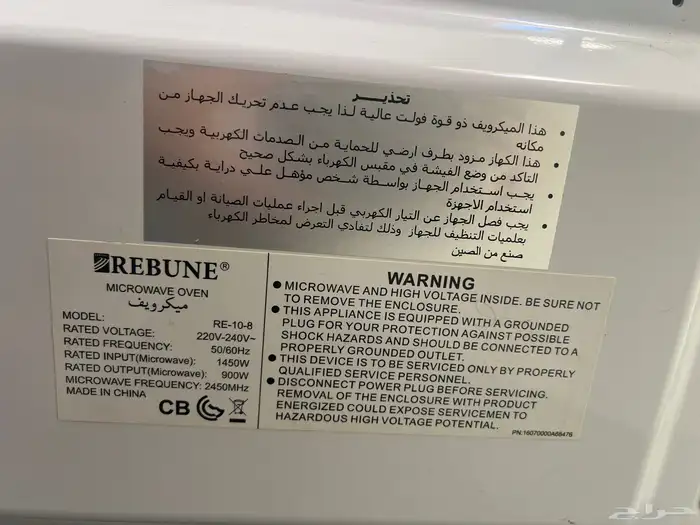 تحذير
• هذا الميكرويف ذو قوة فولت عالية لذا يجب عدم تحريك الجهاز من
مكانه
• هذا الكهاز مزود بطرف ارضي للحماية من الصدمات الكهربية ويجب
التاكد من وضع الفيشة في مقبس الكهرباء بشكل صحيح
• يجب استخدام الجهاز بواسطة شخص مؤهل علي دراية بكيفية
استخدام الاجهزة
• يجب فصل الجهاز عن التيار الكهربي قبل اجراء عمليات الصيانة او القيام
بعلميات التنظيف للجهاز وذلك لتفادي التعرض لمخاطر الكهرباء
صنع من الصين
REBUNE®
MICROWAVE OVEN
ميكرويف
MODEL: RE-10-8
RATED VOLTAGE: 220V-240V~
RATED FREQUENCY: 50/60Hz
RATED INPUT(Microwave): 1450W
RATED OUTPUT(Microwave): 900W
MICROWAVE FREQUENCY: 2450MHz
MADE IN CHINA
CB
WARNING
● MICROWAVE AND HIGH VOLTAGE INSIDE. BE SURE NOT
TO REMOVE THE ENCLOSURE.
● THIS APPLIANCE IS EQUIPPED WITH A GROUNDED
PLUG FOR YOUR PROTECTION AGAINST POSSIBLE
SHOCK HAZARDS AND SHOULD BE CONNECTED TO A
PROPERLY GROUNDED OUTLET.
● THIS DEVICE IS TO BE SERVICED ONLY BY PROPERLY
QUALIFIED SERVICE PERSONNEL.
● DISCONNECT POWER PLUG BEFORE SERVICING.
REMOVAL OF THE ENCLOSURE WITH PRODUCT
ENERGIZED COULD EXPOSE SERVICEMEN TO
HAZARDOUS HIGH VOLTAGE POTENTIAL.
PN:16070000A68476
حراج